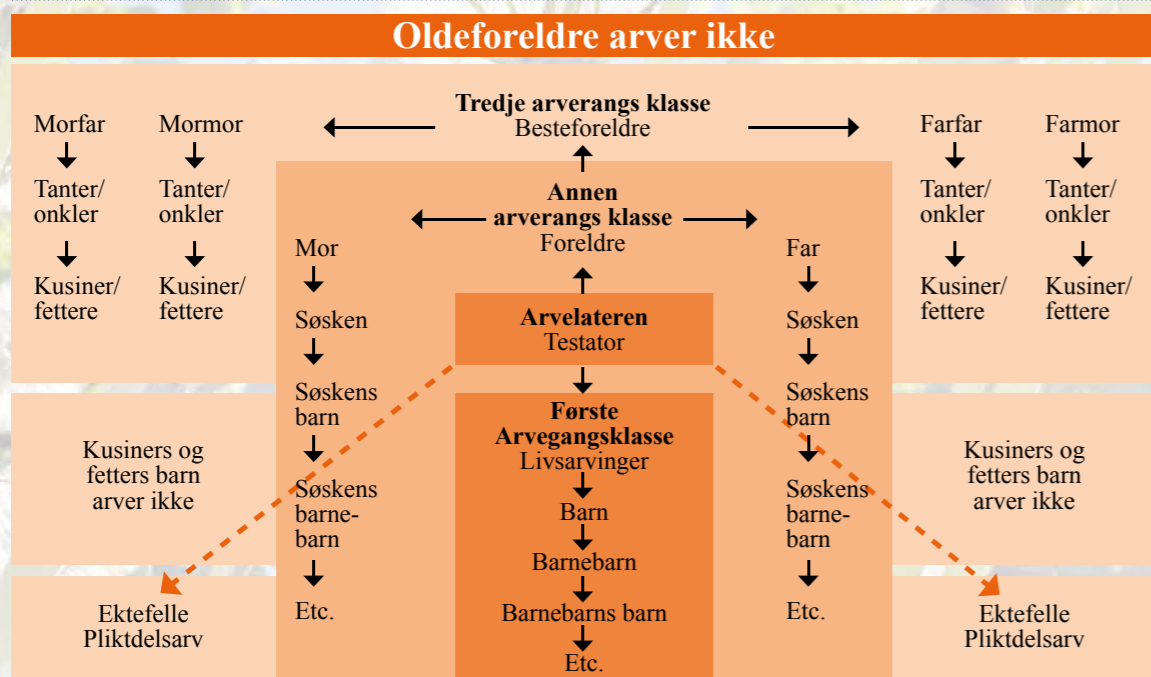 Oldeforeldre arver ikke
Tredje arverangs klasse
Besteforeldre
Morfar
Tanter/
onkler
Kusiner/
fettere
Mormor
Tanter/
onkler
Kusiner/
fettere
Farfar
Tanter/
onkler
Kusiner/
fettere
Farmor
Tanter/
onkler
Kusiner/
fettere
Annen
arverangs klasse
Foreldre
Mor
Søsken
Søskens
barn
Søskens
barne-
barn
Etc.
Far
Søsken
Søskens
barn
Søskens
barne-
barn
Etc.
Arvelateren
Testator
Første
Arvegangsklasse
Livsarvinger
Barn
Barnebarn
Barnebarns barn
Etc.
Kusiners og
fetters barn
arver ikke
Kusiners og
fetters barn
arver ikke
Ektefelle
Pliktdelsarv
Ektefelle
Pliktdelsarv